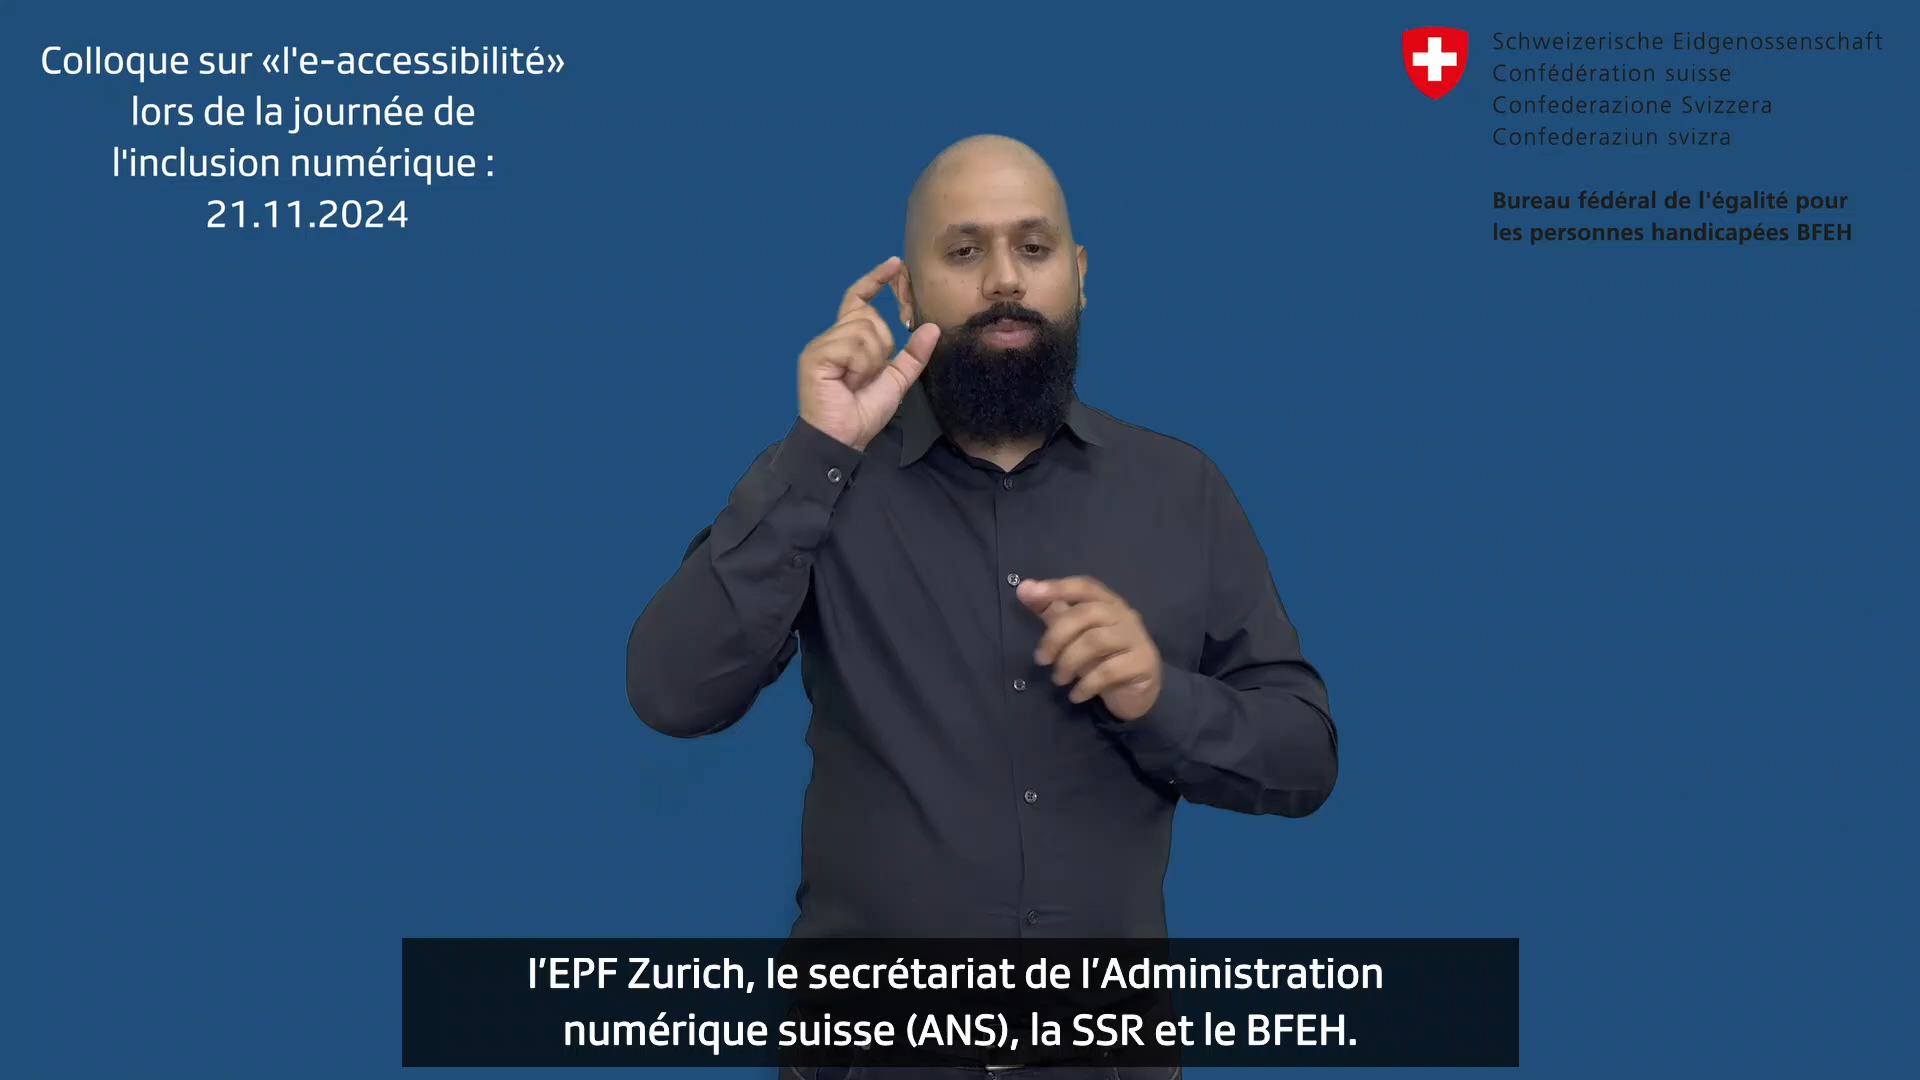 Colloque sur «l'e-accessibilité»
lors de la journée de
l'inclusion numérique :
21.11.2024
Schweizerische Eidgenossenschaft
Confédération suisse
Confederazione Svizzera
Confederaziun svizra
Bureau fédéral de l'égalité pour
les personnes handicapées BFEH
l’EPF Zurich, le secrétariat de l’Administration
numérique suisse (ANS), la SSR et le BFEH.